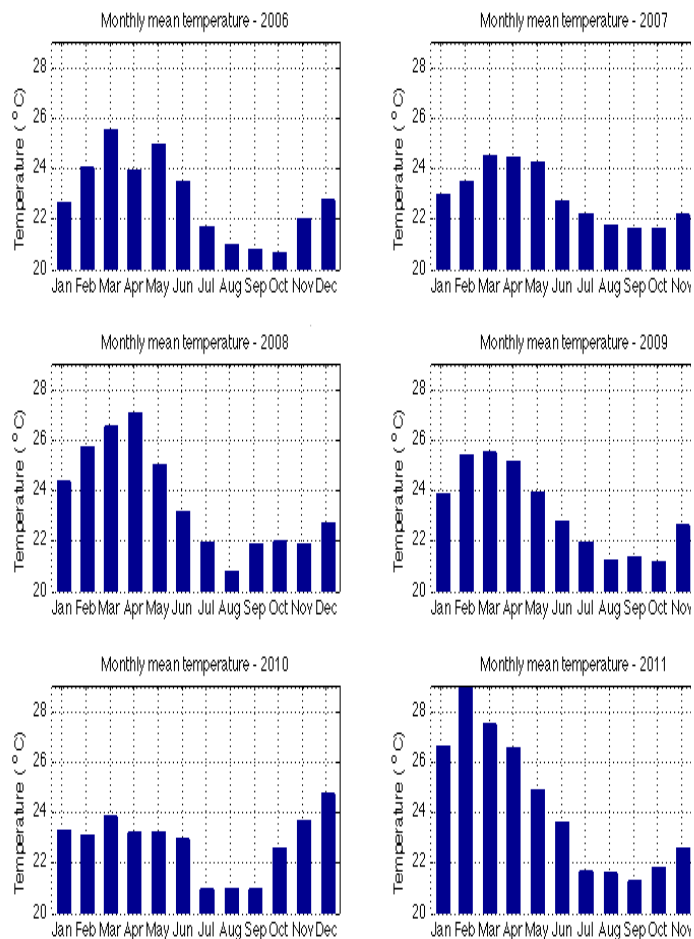 Monthly mean temperature - 2006
Temperature ( °C)
28
26
24
22
20
Jan Feb Mar Apr May Jun Jul Aug Sep Oct Nov Dec
Monthly mean temperature - 2007
Temperature ( °C)
28
26
24
22
20
Jan Feb Mar Apr May Jun Jul Aug Sep Oct Nov
Monthly mean temperature - 2008
Temperature ( °C)
28
26
24
22
20
Jan Feb Mar Apr May Jun Jul Aug Sep Oct Nov Dec
Monthly mean temperature - 2009
Temperature ( °C)
28
26
24
22
20
Jan Feb Mar Apr May Jun Jul Aug Sep Oct Nov
Monthly mean temperature - 2010
Temperature ( °C)
28
26
24
22
20
Jan Feb Mar Apr May Jun Jul Aug Sep Oct Nov Dec
Monthly mean temperature - 2011
Temperature ( °C)
28
26
24
22
20
Jan Feb Mar Apr May Jun Jul Aug Sep Oct Nov